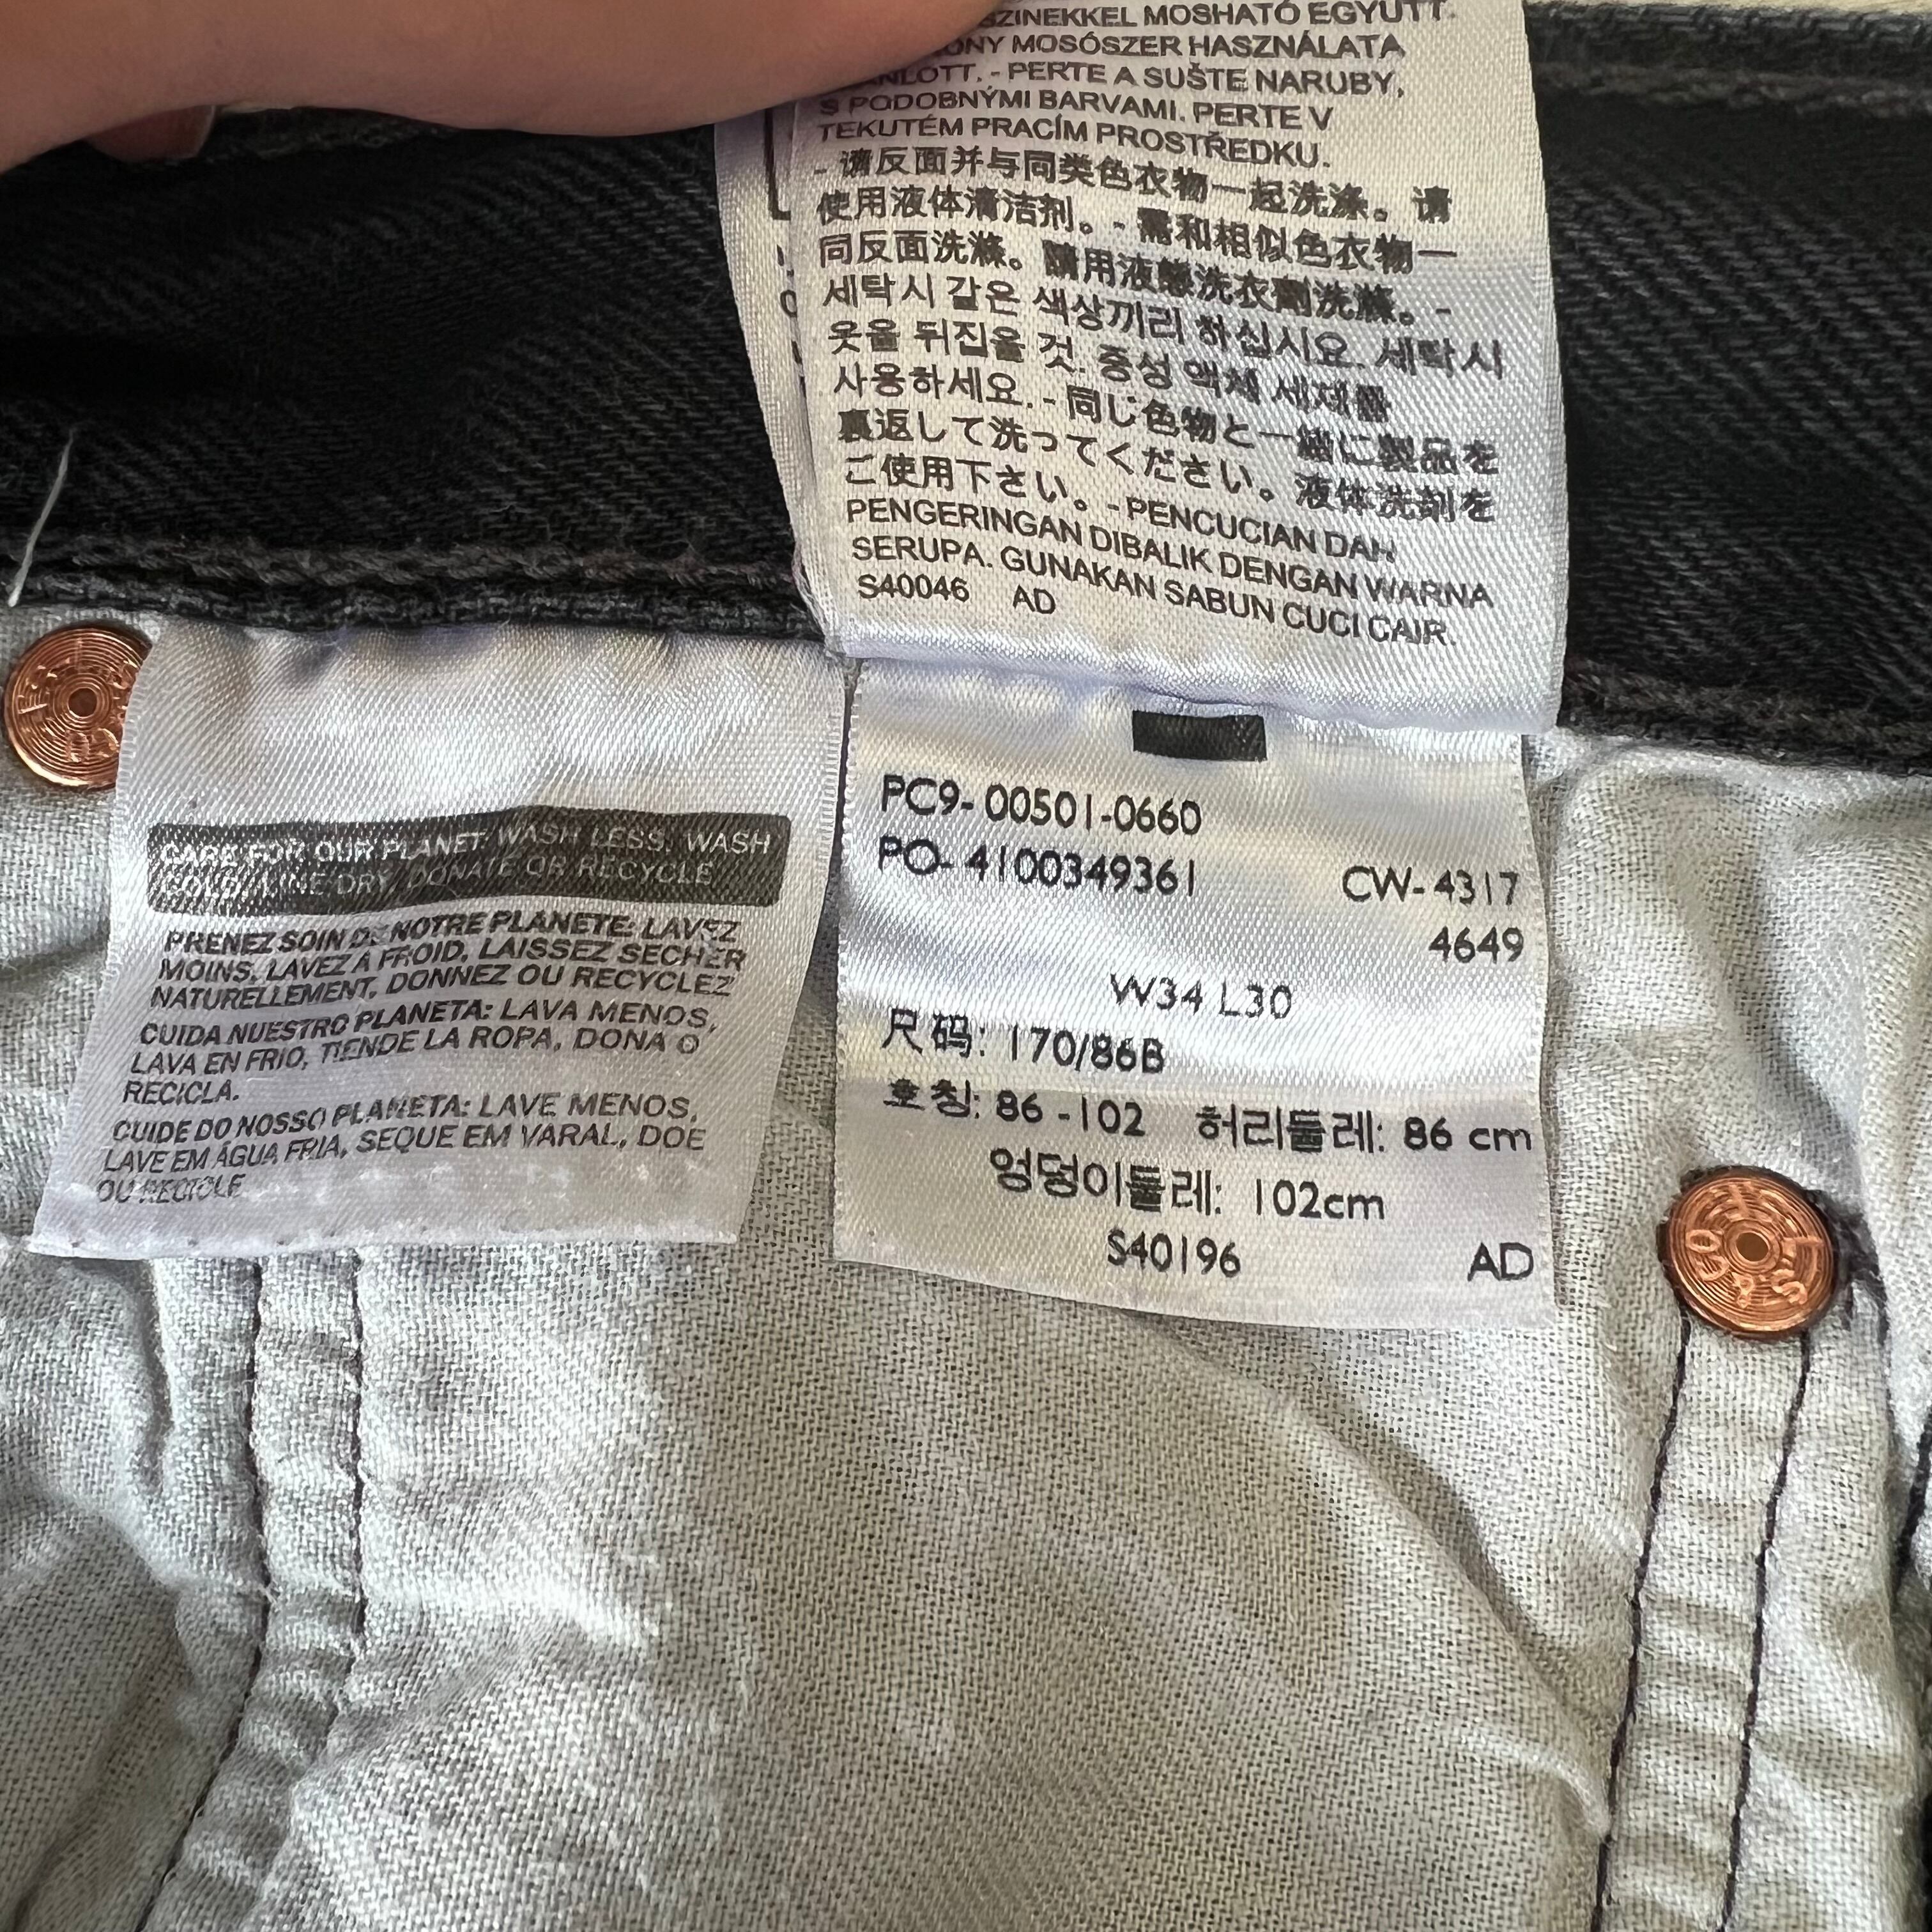 SZINEKKEL MOSHATÓ EGYÜTT.
MOSÓSZER HASZNÁLATA
- PERTE A SUŠTE NARUBY,
S PODOBNÝMI BARVAMI. PERTE V
TEKUTÉM PRACÍM PROSTŘEDKU.
- 请反面并与同类色衣物一起洗涤。请
使用液体清洁剂。- 需和相似色衣物一
同反面洗滌。請用液態洗衣劑洗滌。-
세탁시 같은 색상끼리 하십시요. 세탁시
옷을 뒤집을 것. 중성 액체 세제를
사용하세요. - 同じ色物と一緒に製品を
裏返して洗ってください。液体洗剤を
ご使用下さい。- PENCUCIAN DAN
PENGERINGAN DIBALIK DENGAN WARNA
SERUPA. GUNAKAN SABUN CUCI CAIR.
S40046 AD
CARE FOR OUR PLANET: WASH LESS, WASH
COLD, LINE DRY, DONATE OR RECYCLE
PRENEZ SOIN DE NOTRE PLANETE: LAVEZ
MOINS, LAVEZ A FROID, LAISSEZ SECHER
NATURELLEMENT, DONNEZ OU RECYCLEZ
CUIDA NUESTRO PLANETA: LAVA MENOS,
LAVA EN FRIO, TIENDE LA ROPA, DONA O
RECICLA.
CUIDE DO NOSSO PLANETA: LAVE MENOS,
LAVE EM ÁGUA FRIA, SEQUE EM VARAL, DOE
OU RECICLE
PC9-00501-0660
PO-4100349361 CW-4317
4649
W34 L30
尺码: 170/86B
호칭: 86-102 허리둘레: 86 cm
엉덩이둘레: 102cm
S40196 AD